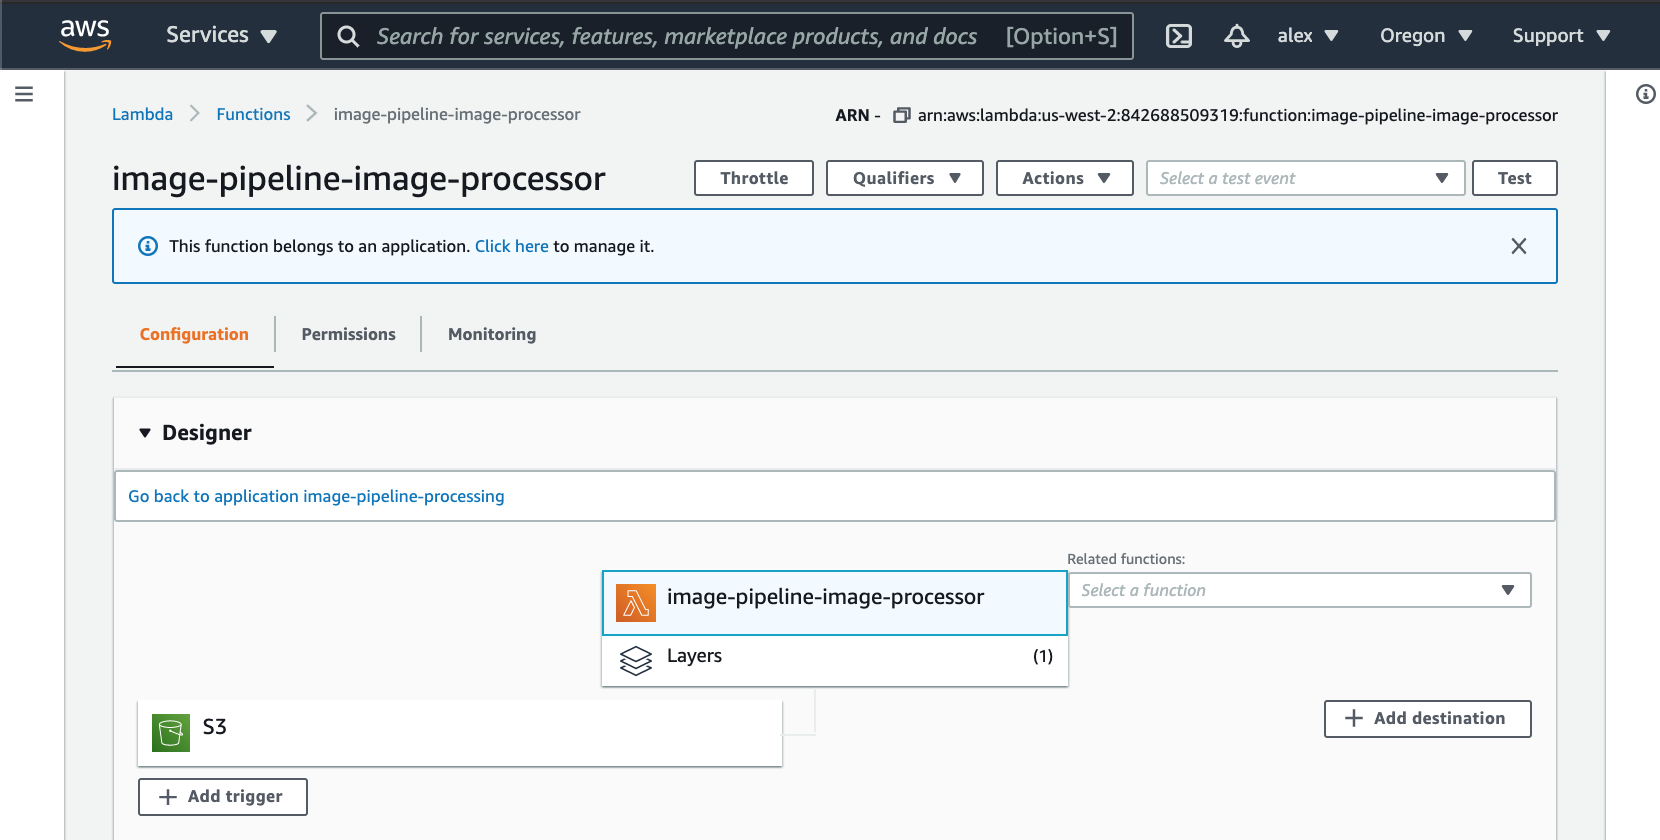 aws Services Search for services, features, marketplace products, and docs [Option+S] alex Oregon Support
Lambda Functions image-pipeline-image-processor ARN - arn:aws:lambda:us-west-2:842688509319:function:image-pipeline-image-processor
image-pipeline-image-processor Throttle Qualifiers Actions Select a test event Test
This function belongs to an application. Click here to manage it.
Configuration Permissions Monitoring
Designer
Go back to application image-pipeline-processing
Related functions:
image-pipeline-image-processor Select a function
Layers (1)
S3 Add destination
Add trigger